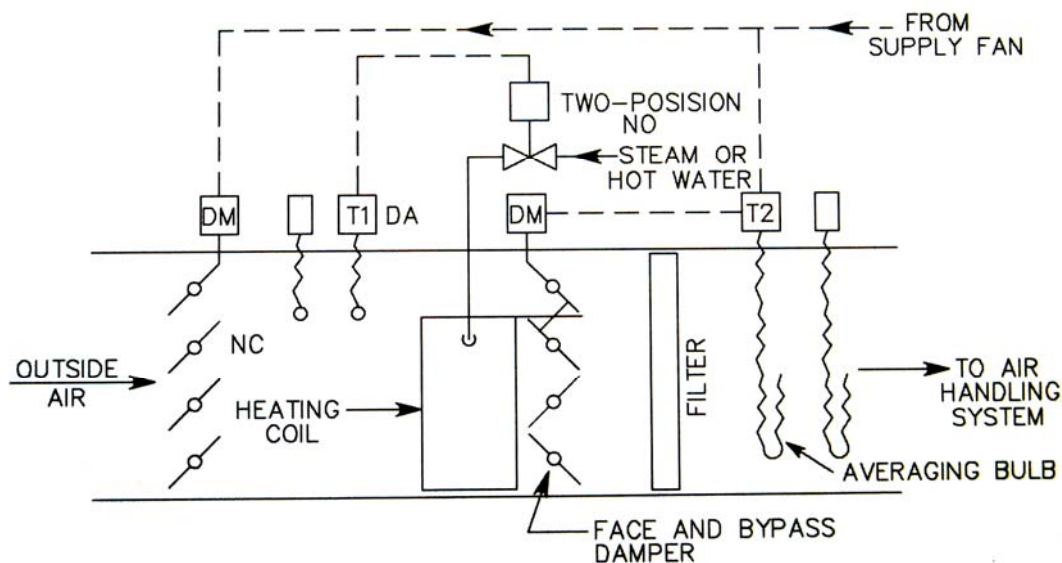 FROM
SUPPLY FAN
TWO-POSISION
NO
STEAM OR
HOT WATER
DM
T1
DA
DM
T2
NC
OUTSIDE
AIR
HEATING
COIL
FILTER
TO AIR
HANDLING
SYSTEM
AVERAGING BULB
FACE AND BYPASS
DAMPER